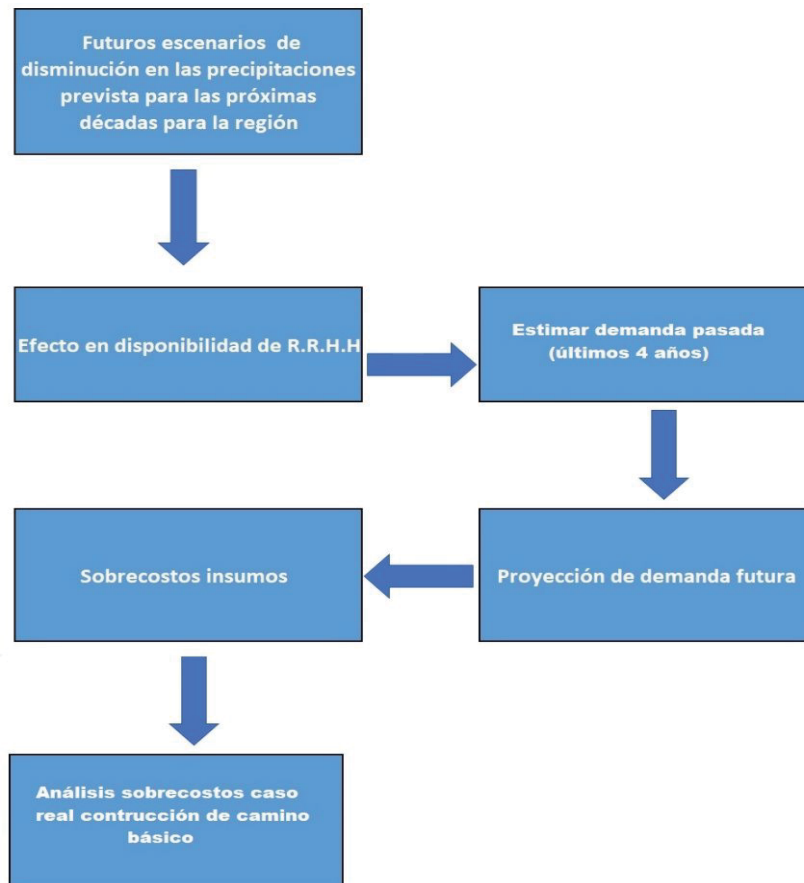 Futuros escenarios de
disminución en las precipitaciones
prevista para las próximas
décadas para la región
Efecto en disponibilidad de R.R.H.H
Estimar demanda pasada
(últimos 4 años)
Proyección de demanda futura
Sobrecostos insumos
Análisis sobrecostos caso
real contrucción de camino
básico